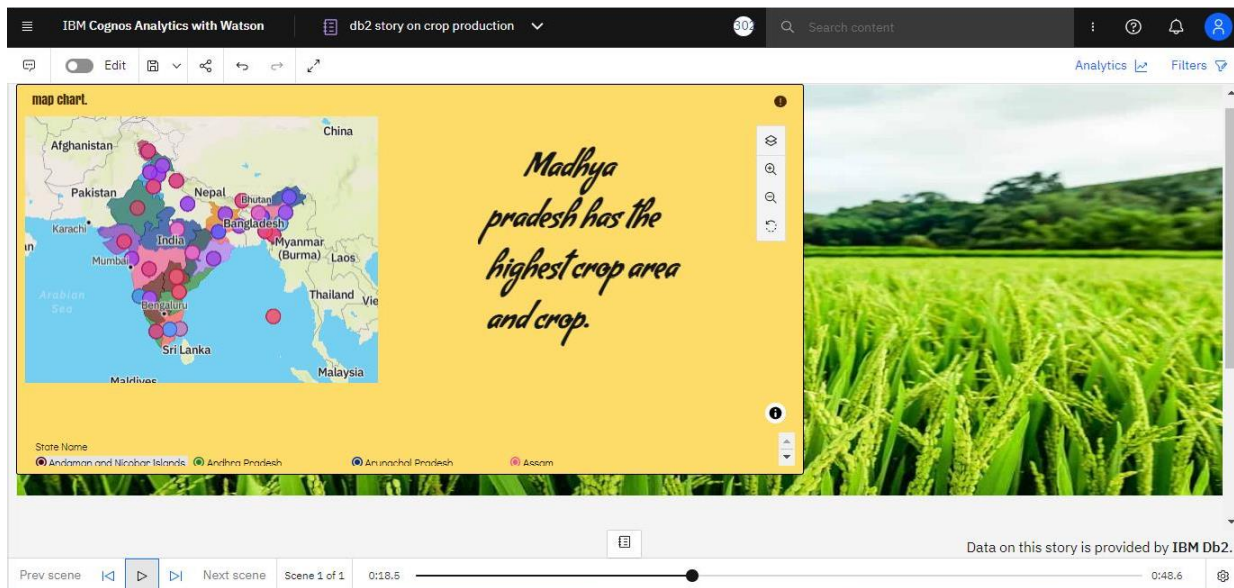 IBM Cognos Analytics with Watson
db2 story on crop production
302
Search content
Edit
Analytics
Filters
map chart.
China
Afghanistan
Pakistan
Nepal
Bhutan
Karachi
Bangladesh
India
Myanmar
(Burma)
Laos
Mumbai
Arabian
Sea
Thailand
Vie
Bengaluru
Sri Lanka
Malaysia
Maldives
Madhya
pradesh has the
highest crop area
and crop.
State Name
Andaman and Nicobar Islands
Andhra Pradesh
Arunachal Pradesh
Assam
Data on this story is provided by IBM Db2.
Prev scene
Next scene
Scene 1 of 1
0:18.5
0:48.6